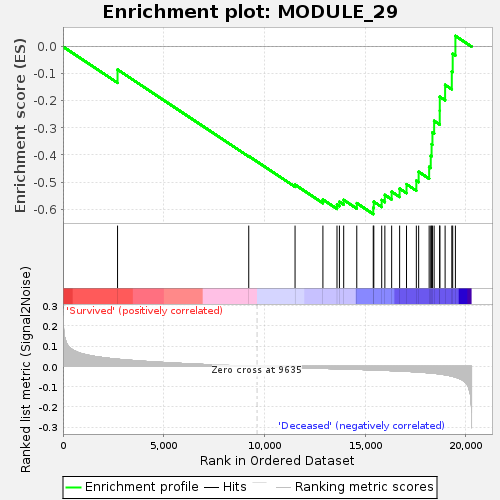 Enrichment plot: MODULE_29
Enrichment score (ES)
0.0
-0.1
-0.2
-0.3
-0.4
-0.5
-0.6
'Survived' (positively correlated)
Ranked list metric (Signal2Noise)
0.3
0.2
0.1
0.0
-0.1
-0.2
-0.3
Zero cross at 9635
'Deceased' (negatively correlated)
0
5,000
10,000
15,000
20,000
Rank in Ordered Dataset
Enrichment profile
Hits
Ranking metric scores